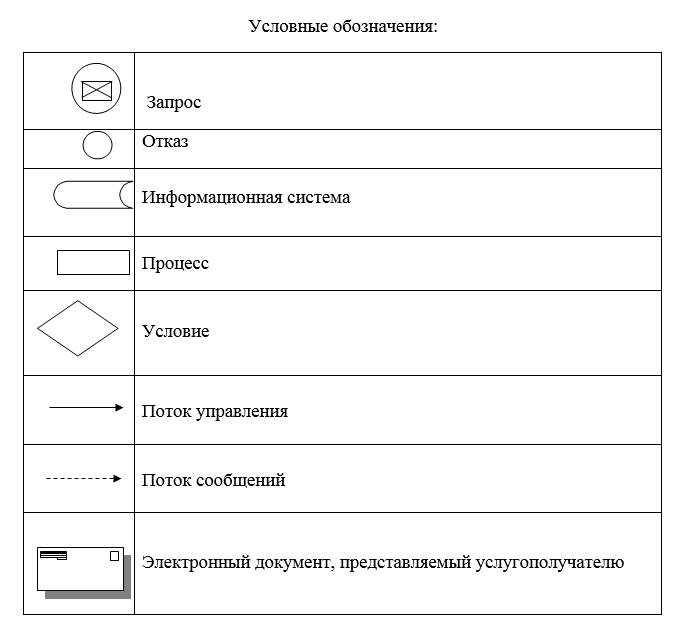 Условные обозначения:
Запрос
Отказ
Информационная система
Процесс
Условие
Поток управления
Поток сообщений
Электронный документ, представляемый услугополучателю